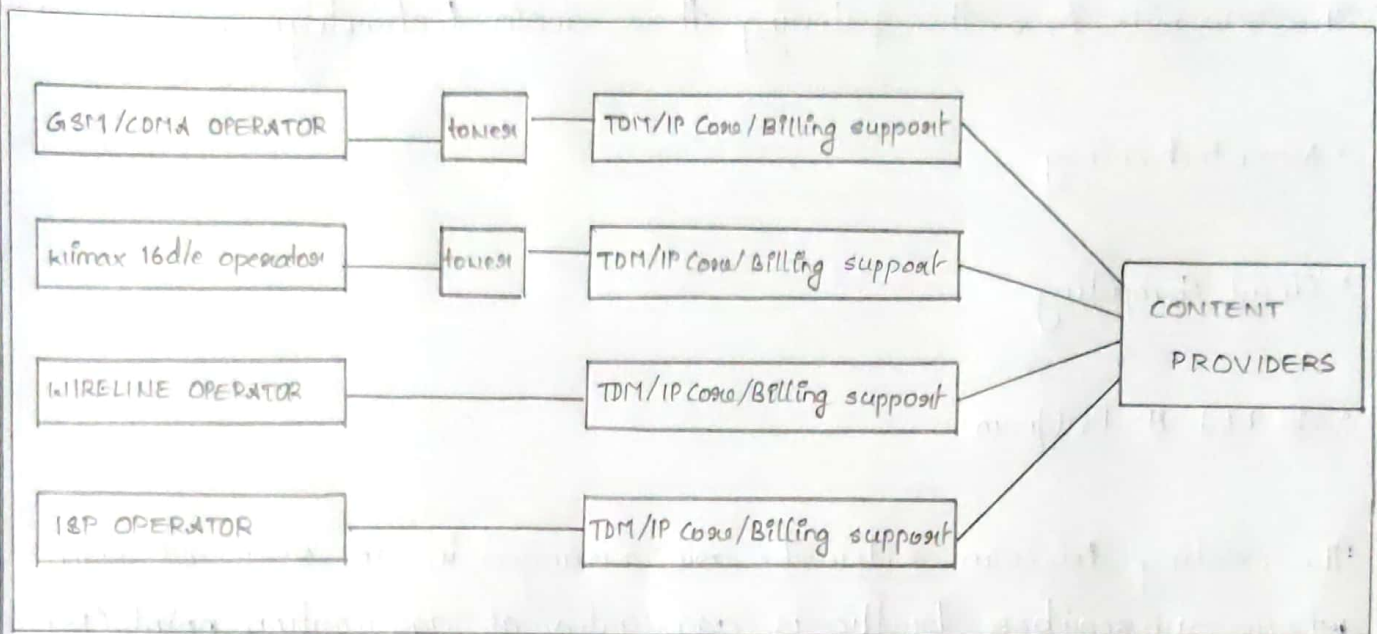 GSM/CDMA OPERATOR
tower
TDM/IP Core/Billing support
Wimax 16d/e operator
tower
TDM/IP Core/Billing support
WIRELINE OPERATOR
TDM/IP Core/Billing support
ISP OPERATOR
TDM/IP Core/Billing support
CONTENT
PROVIDERS